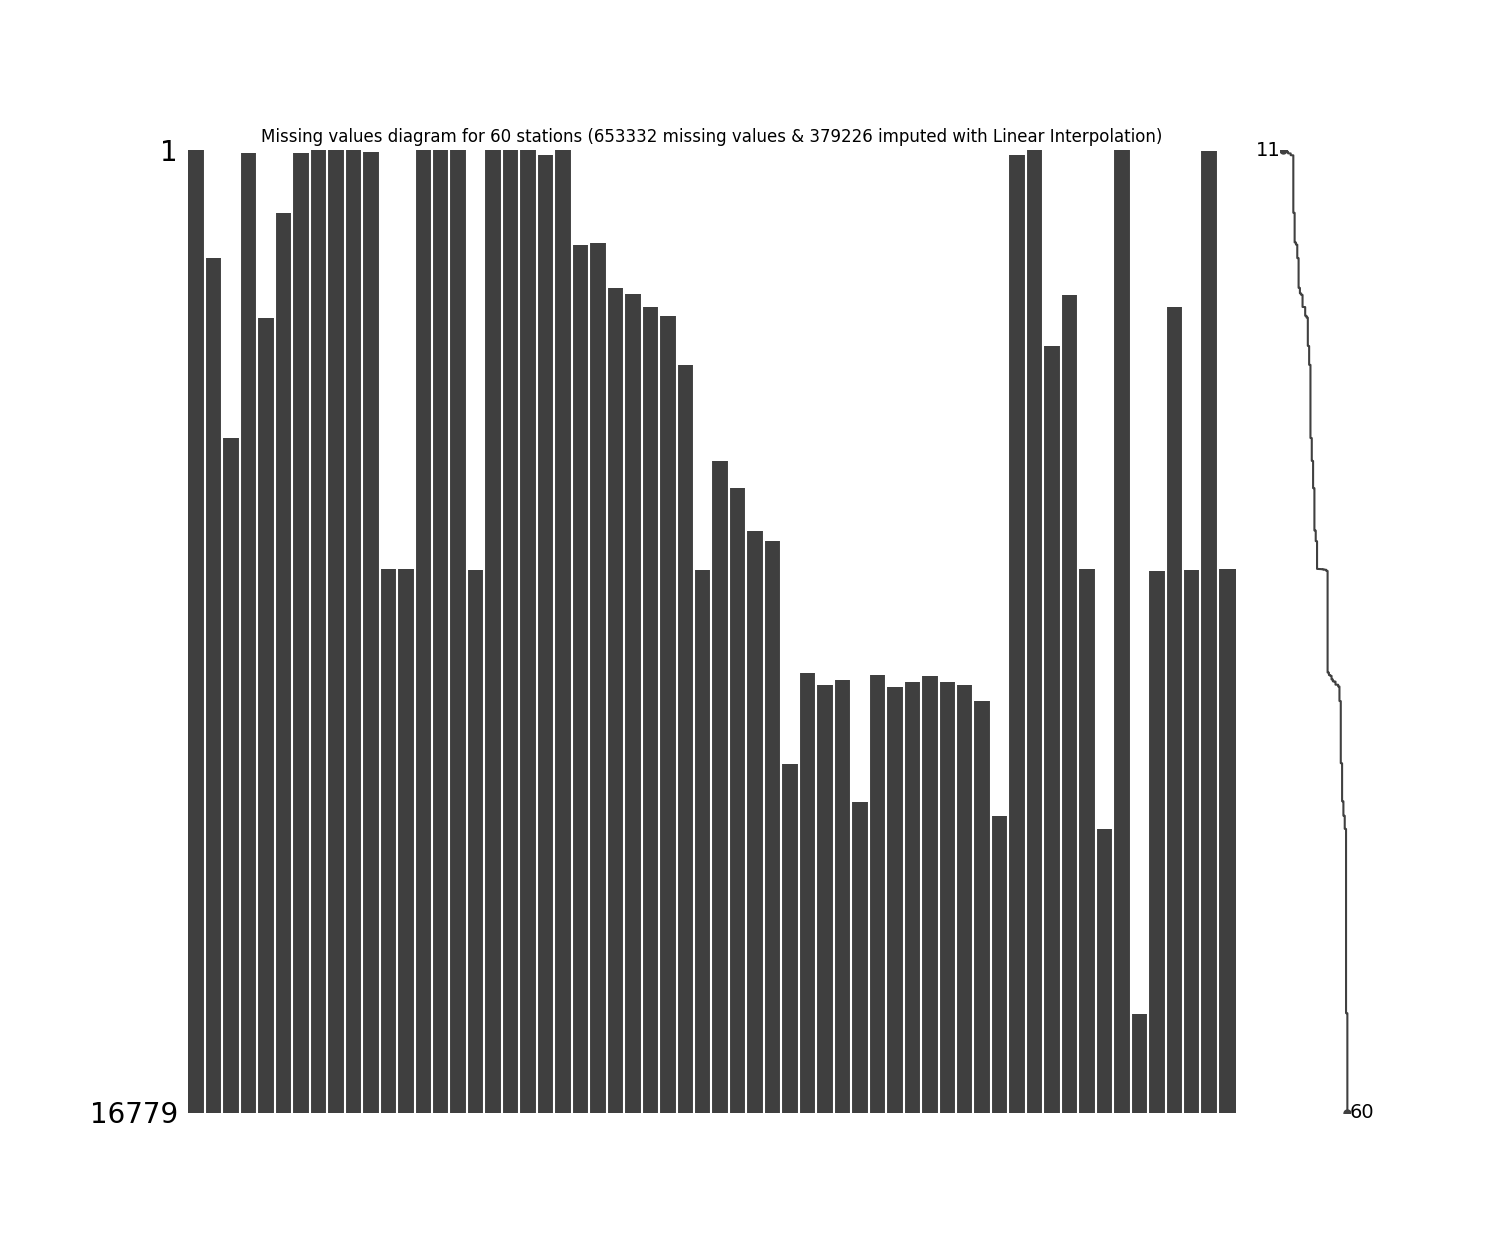 Missing values diagram for 60 stations (653332 missing values & 379226 imputed with Linear Interpolation)
1
11
16779
60